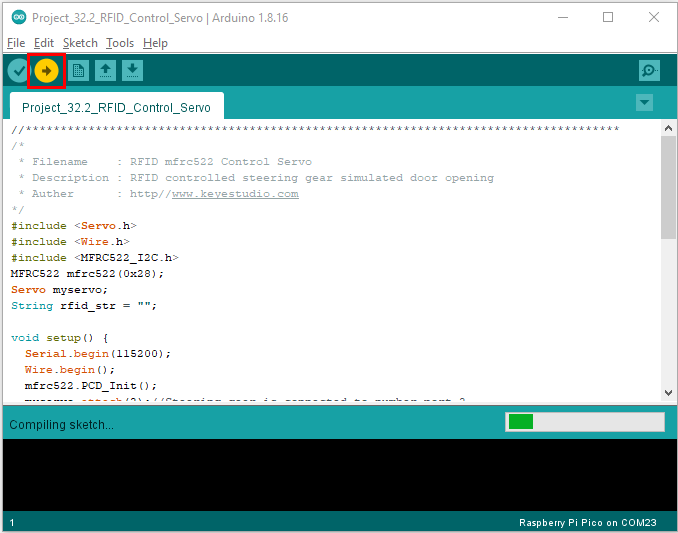 Project_32.2_RFID_Control_Servo | Arduino 1.8.16
File Edit Sketch Tools Help
Project_32.2_RFID_Control_Servo
//*************************************************************************************
/*
 * Filename    : RFID mfrc522 Control Servo
 * Description : RFID controlled steering gear simulated door opening
 * Auther      : http//www.keyestudio.com
*/
#include <Servo.h>
#include <Wire.h>
#include <MFRC522_I2C.h>
MFRC522 mfrc522(0x28);
Servo myservo;
String rfid_str = "";
void setup() {
  Serial.begin(115200);
  Wire.begin();
  mfrc522.PCD_Init();
  myservo.attach(2);//Steering gear is connected to number port 2
Compiling sketch...
1
Raspberry Pi Pico on COM23